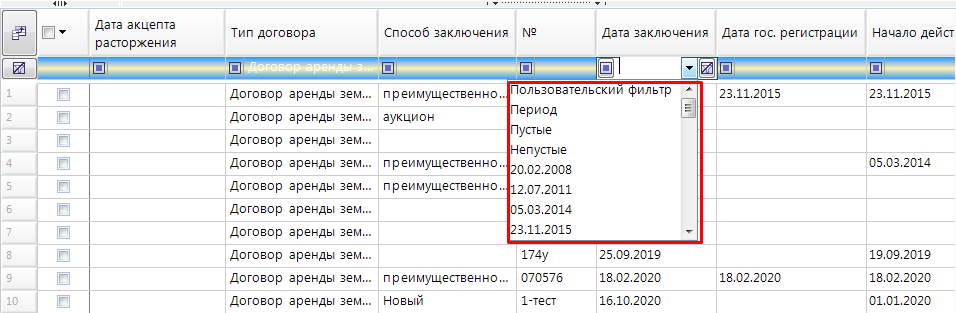 Дата акцепта расторжения Тип договора Способ заключения № Дата заключения Дата гос. регистрации Начало дейст
Договор аренды з...
1 Договор аренды зем... преимущественно... 23.11.2015 23.11.2015
2 Договор аренды зем... аукцион
3 Договор аренды зем...
4 Договор аренды зем... преимущественно... 05.03.2014
5 Договор аренды зем... преимущественно...
6 Договор аренды зем...
7 Договор аренды зем...
Пользовательский фильтр
Период
Пустые
Непустые
20.02.2008
12.07.2011
05.03.2014
23.11.2015
8 Договор аренды зем... 174у 25.09.2019 19.09.2019
9 Договор аренды зем... преимущественно... 070576 18.02.2020 18.02.2020 18.02.2020
10 Договор аренды зем... Новый 1-тест 16.10.2020 01.01.2020